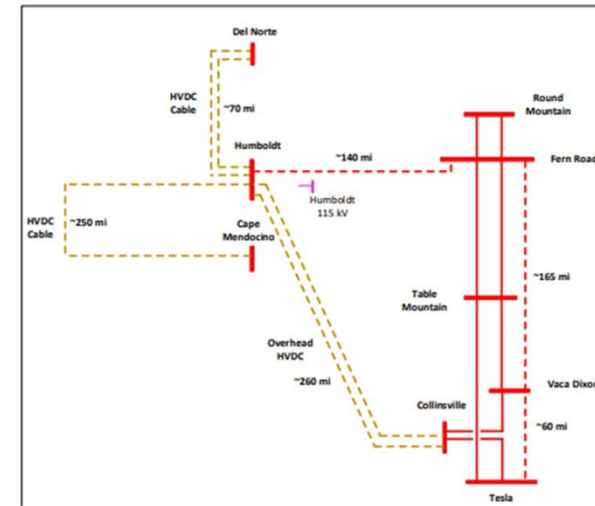 Del Norte
HVDC
Cable
~70 mi
Round
Mountain
Humboldt
~140 mi
Fern Road
Humboldt
115 kV
HVDC
Cable
~250 mi
Cape
Mendocino
~165 mi
Table
Mountain
Overhead
HVDC
~260 mi
Vaca Dixon
Collinsville
~60 mi
Tesla